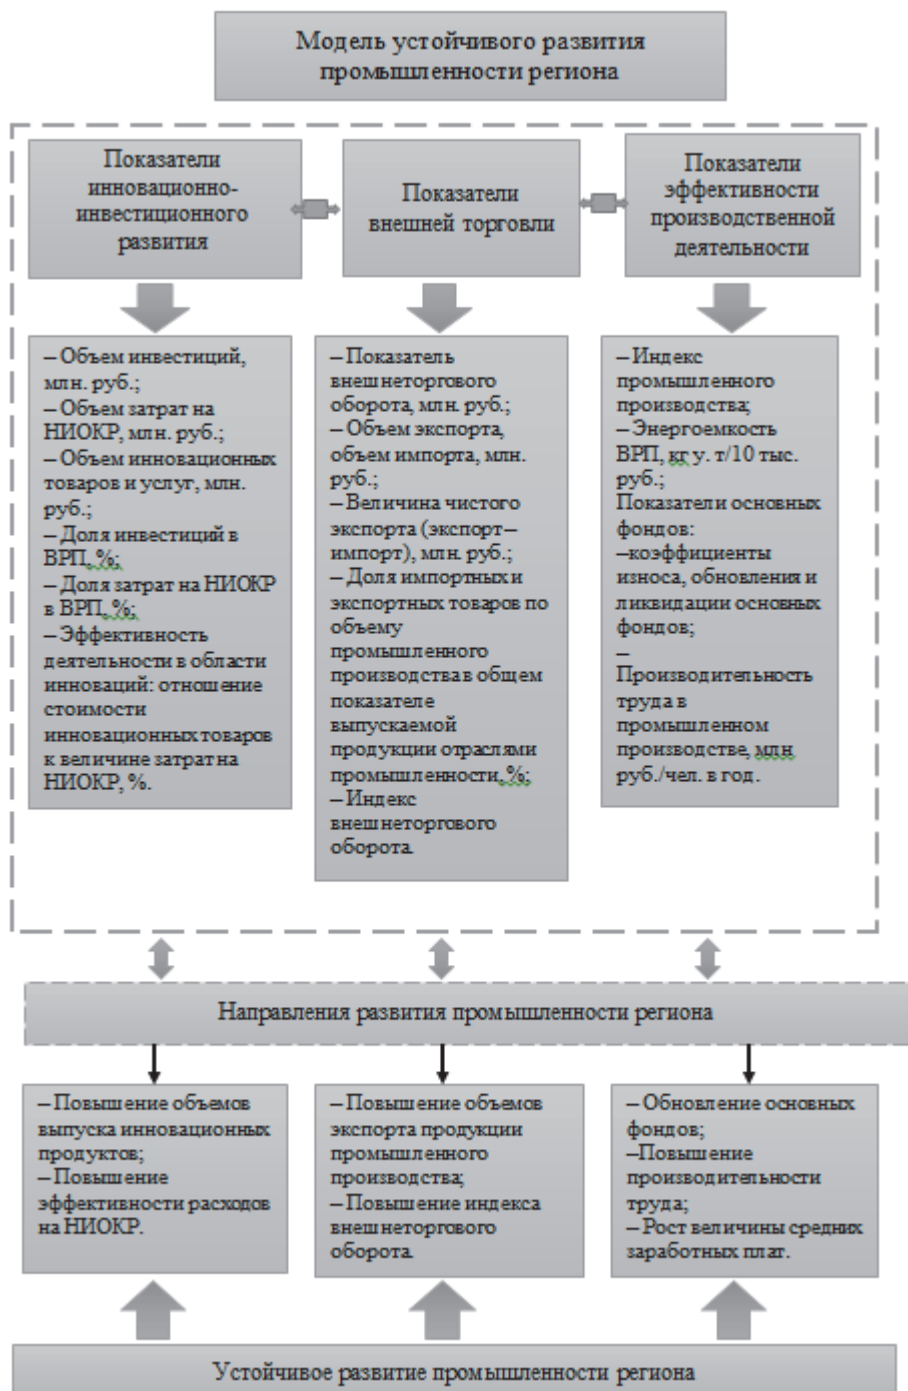 Модель устойчивого развития
промышленности региона
Показатели
инновационно-
инвестиционного
развития
Показатели
внешней торговли
Показатели
эффективности
производственной
деятельности
– Объем инвестиций,
млн. руб.;
– Объем затрат на
НИОКР, млн. руб.;
– Объем инновационных
товаров и услуг, млн.
руб.;
– Доля инвестиций в
ВРП, %;
– Доля затрат на НИОКР
в ВРП, %;
– Эффективность
деятельности в области
инноваций: отношение
стоимости
инновационных товаров
к величине затрат на
НИОКР, %.
– Показатель
внешнеторгового
оборота, млн. руб.;
– Объем экспорта,
объем импорта, млн.
руб.;
– Величина чистого
экспорта (экспорт–
импорт), млн. руб.;
– Доля импортных и
экспортных товаров по
объему
промышленного
производства в общем
показателе
выпускаемой
продукции отраслями
промышленности, %;
– Индекс
внешнеторгового
оборота.
– Индекс
промышленного
производства;
– Энергоемкость
ВРП, кг у. т/10 тыс.
руб.;
Показатели основных
фондов:
–коэффициенты
износа, обновления и
ликвидации основных
фондов;
–
Производительность
труда в
промышленном
производстве, млн
руб./чел. в год.
Направления развития промышленности региона
– Повышение объемов
выпуска инновационных
продуктов;
– Повышение
эффективности расходов
на НИОКР.
– Повышение объемов
экспорта продукции
промышленного
производства;
– Повышение индекса
внешнеторгового
оборота.
– Обновление основных
фондов;
–Повышение
производительности
труда;
– Рост величины средних
заработных плат.
Устойчивое развитие промышленности региона